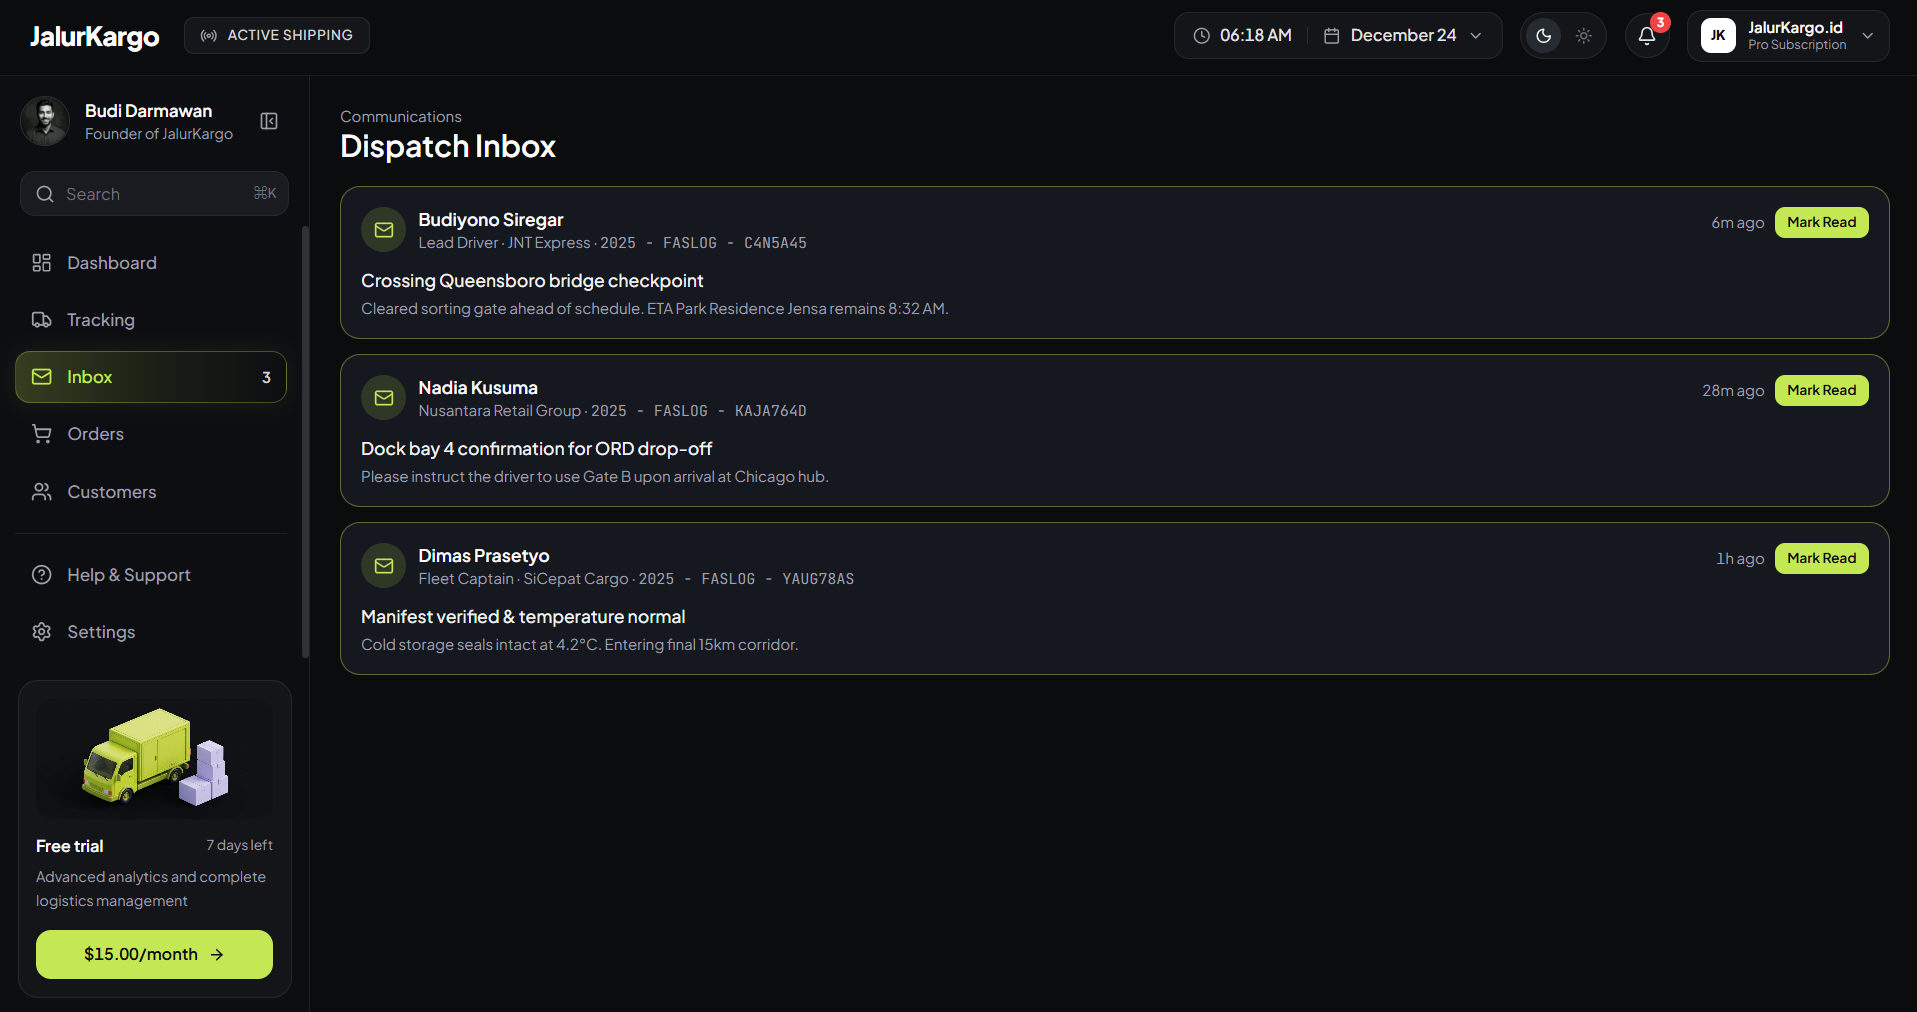 JalurKargo
ACTIVE SHIPPING
06:18 AM
December 24
3
JK
JalurKargo.id
Pro Subscription
Budi Darmawan
Founder of JalurKargo
Search
⌘K
Dashboard
Tracking
Inbox
3
Orders
Customers
Help & Support
Settings
Free trial
7 days left
Advanced analytics and complete
logistics management
$15.00/month →
Communications
Dispatch Inbox
Budiyono Siregar
Lead Driver · JNT Express · 2025 - FASLOG - C4N5A45
6m ago
Mark Read
Crossing Queensboro bridge checkpoint
Cleared sorting gate ahead of schedule. ETA Park Residence Jensa remains 8:32 AM.
Nadia Kusuma
Nusantara Retail Group · 2025 - FASLOG - KAJA764D
28m ago
Mark Read
Dock bay 4 confirmation for ORD drop-off
Please instruct the driver to use Gate B upon arrival at Chicago hub.
Dimas Prasetyo
Fleet Captain · SiCepat Cargo · 2025 - FASLOG - YAUG78AS
1h ago
Mark Read
Manifest verified & temperature normal
Cold storage seals intact at 4.2°C. Entering final 15km corridor.